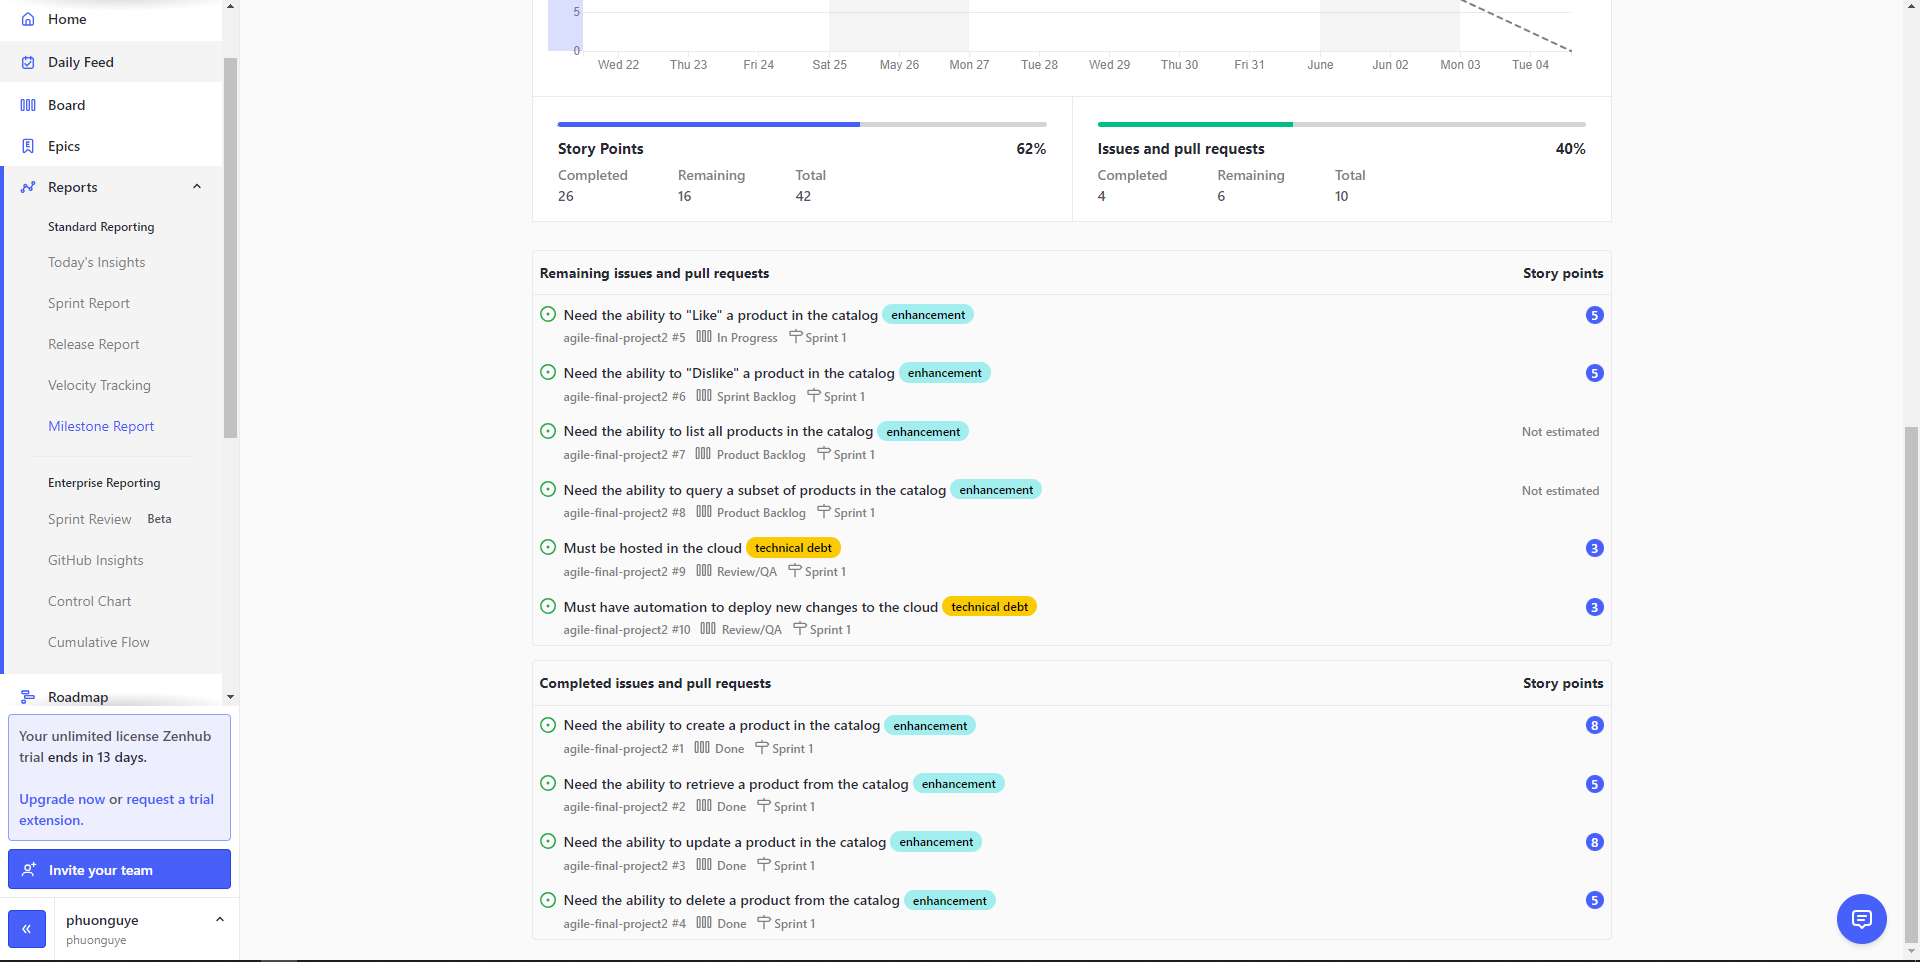 Home
Daily Feed
Board
Epics
Reports
Standard Reporting
Today's Insights
Sprint Report
Release Report
Velocity Tracking
Milestone Report
Enterprise Reporting
Sprint Review Beta
GitHub Insights
Control Chart
Cumulative Flow
Roadmap
Your unlimited license Zenhub
trial ends in 13 days.
Upgrade now or request a trial
extension.
Invite your team
phuonguye
phuonguye
5
0
Wed 22 Thu 23 Fri 24 Sat 25 May 26 Mon 27 Tue 28 Wed 29 Thu 30 Fri 31 June Jun 02 Mon 03 Tue 04
Story Points 62%
Completed Remaining Total
26 16 42
Issues and pull requests 40%
Completed Remaining Total
4 6 10
Remaining issues and pull requests Story points
Need the ability to "Like" a product in the catalog enhancement 5
agile-final-project2 #5 In Progress Sprint 1
Need the ability to "Dislike" a product in the catalog enhancement 5
agile-final-project2 #6 Sprint Backlog Sprint 1
Need the ability to list all products in the catalog enhancement Not estimated
agile-final-project2 #7 Product Backlog Sprint 1
Need the ability to query a subset of products in the catalog enhancement Not estimated
agile-final-project2 #8 Product Backlog Sprint 1
Must be hosted in the cloud technical debt 3
agile-final-project2 #9 Review/QA Sprint 1
Must have automation to deploy new changes to the cloud technical debt 3
agile-final-project2 #10 Review/QA Sprint 1
Completed issues and pull requests Story points
Need the ability to create a product in the catalog enhancement 8
agile-final-project2 #1 Done Sprint 1
Need the ability to retrieve a product from the catalog enhancement 5
agile-final-project2 #2 Done Sprint 1
Need the ability to update a product in the catalog enhancement 8
agile-final-project2 #3 Done Sprint 1
Need the ability to delete a product from the catalog enhancement 5
agile-final-project2 #4 Done Sprint 1